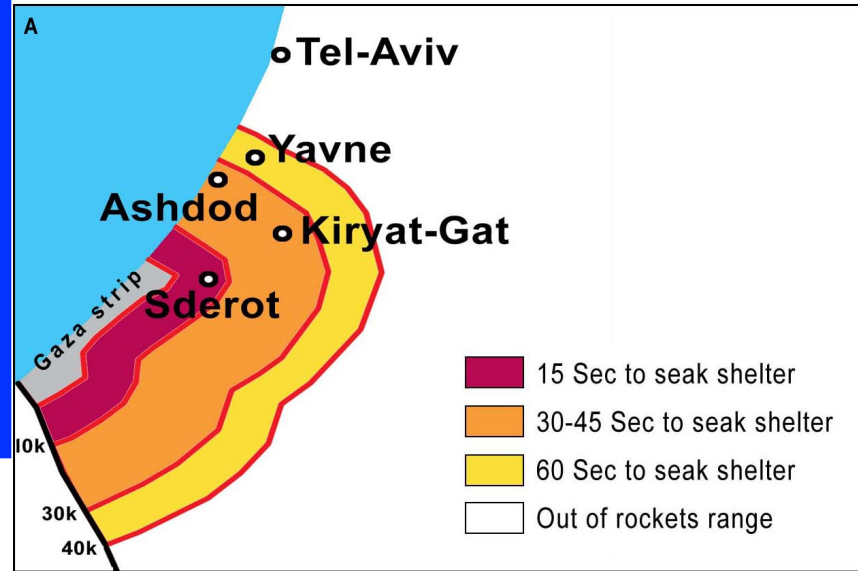 A
Tel-Aviv
Yavne
Ashdod
Kiryat-Gat
Sderot
Gaza strip
10k
30k
40k
15 Sec to seak shelter
30-45 Sec to seak shelter
60 Sec to seak shelter
Out of rockets range